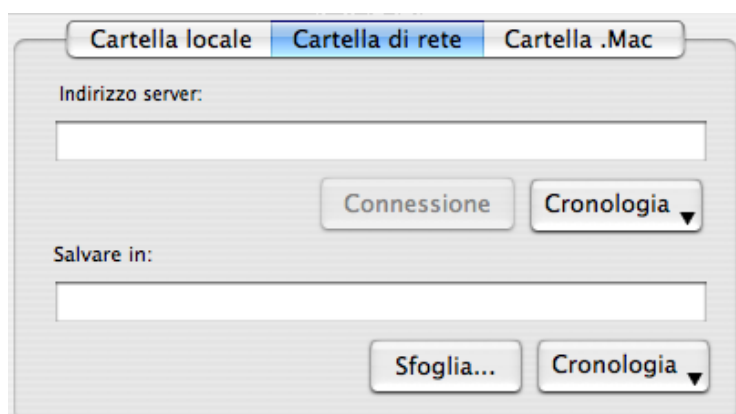 Cartella locale Cartella di rete Cartella .Mac
Indirizzo server:
Connessione Cronologia
Salvare in:
Sfoglia... Cronologia